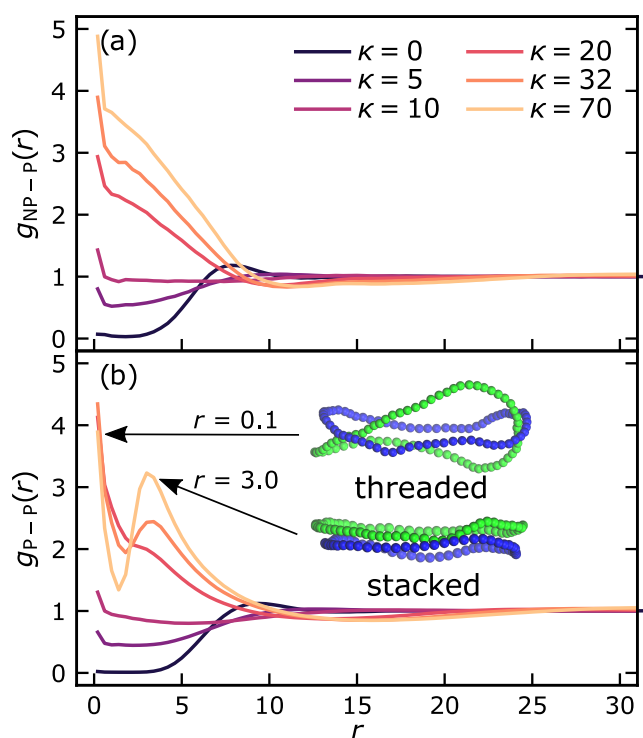 (a)
κ = 0
κ = 5
κ = 10
κ = 20
κ = 32
κ = 70
5
4
3
2
1
0
g_NP−P(r)
(b)
r = 0.1
r = 3.0
threaded
stacked
5
4
3
2
1
0
g_P−P(r)
0 5 10 15 20 25 30
r